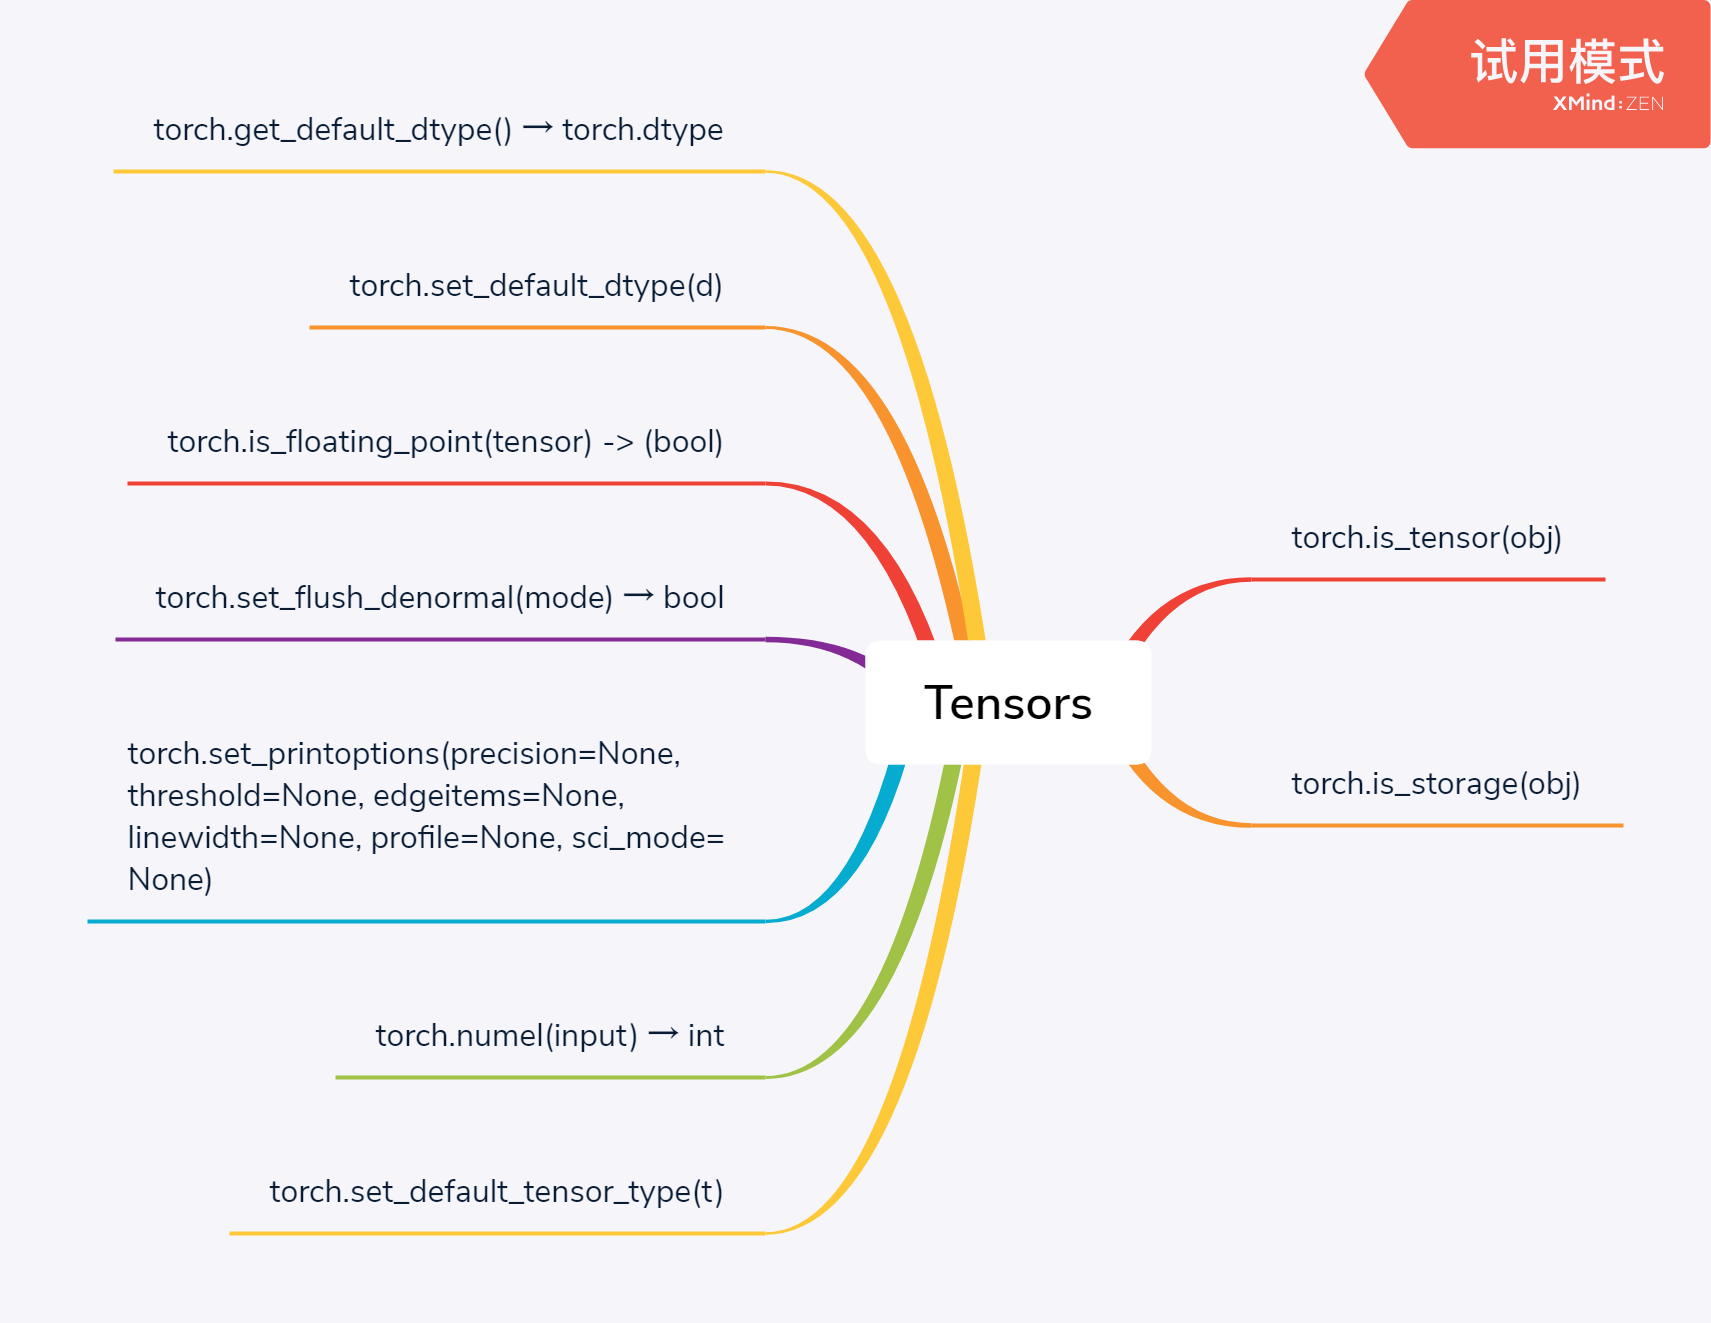 试用模式
XMind:ZEN
torch.get_default_dtype() → torch.dtype
torch.set_default_dtype(d)
torch.is_floating_point(tensor) -> (bool)
torch.set_flush_denormal(mode) → bool
torch.set_printoptions(precision=None,
threshold=None, edgeitems=None,
linewidth=None, profile=None, sci_mode=
None)
torch.numel(input) → int
torch.set_default_tensor_type(t)
Tensors
torch.is_tensor(obj)
torch.is_storage(obj)